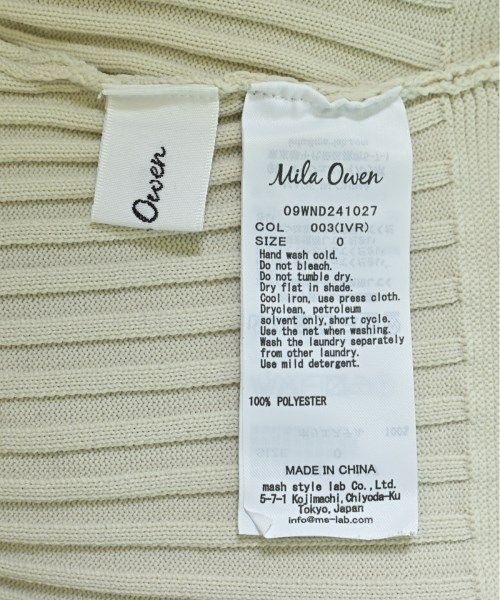 Owen
Mila Owen
09WND241027
COL 003(IVR)
SIZE 0
Hand wash cold.
Do not bleach.
Do not tumble dry.
Dry flat in shade.
Cool iron, use press cloth.
Dryclean, petroleum
solvent only, short cycle.
Use the net when washing.
Wash the laundry separately
from other laundry.
Use mild detergent.
100% POLYESTER
MADE IN CHINA
mash style lab Co., Ltd.
5-7-1 Kojimachi, Chiyoda-Ku
Tokyo, Japan
info@ms-lab.com